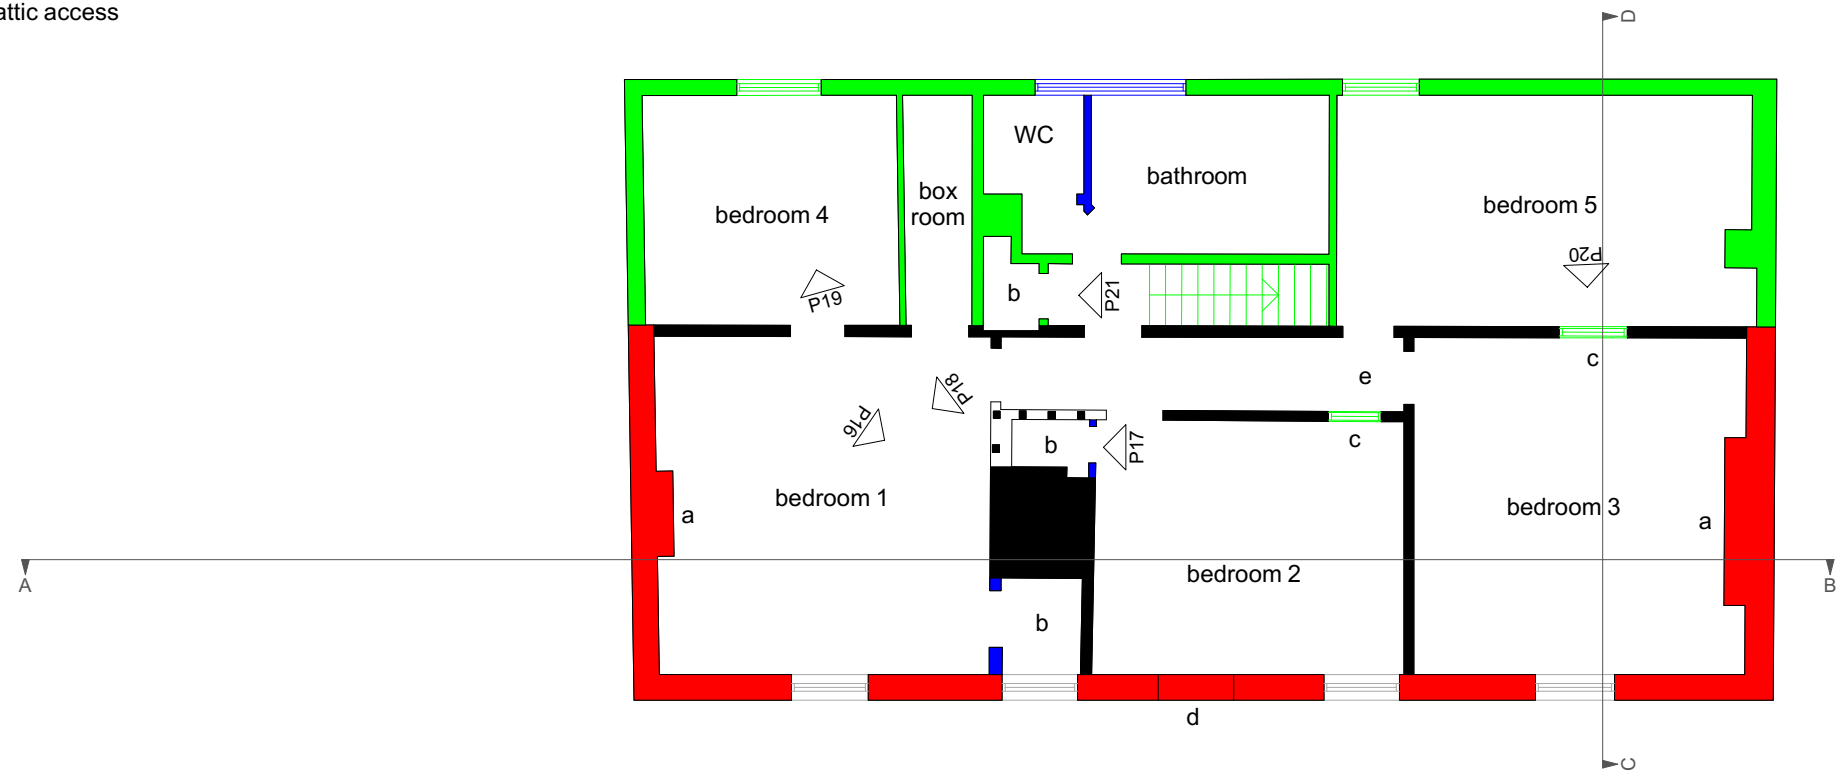 attic access
D
WC
bathroom
box
room
bedroom 4
bedroom 5
P20
P19
b
P21
c
e
P18
P16
b
P17
c
bedroom 1
a
bedroom 3
a
bedroom 2
A
B
b
d
C